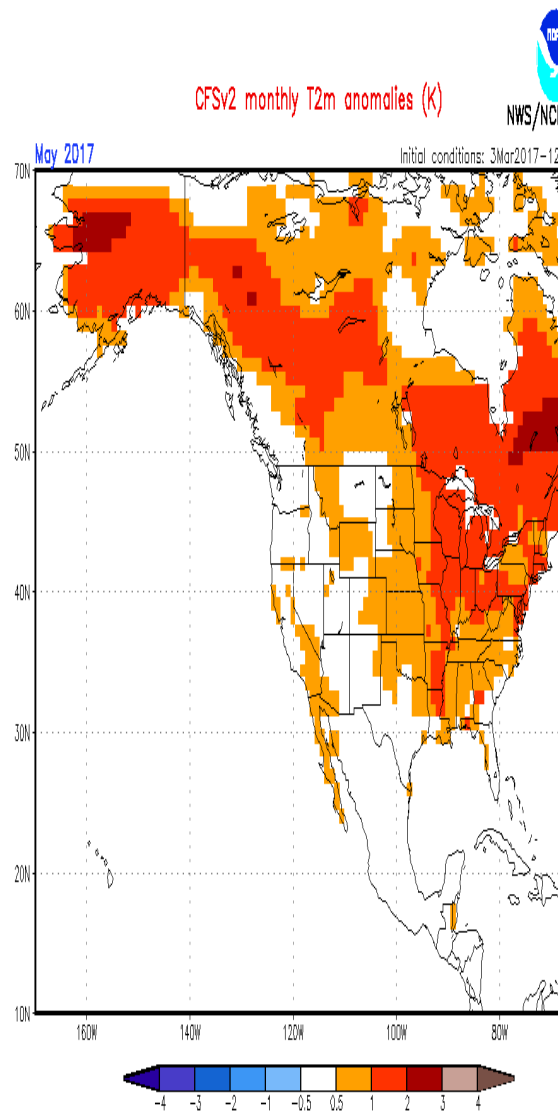 CFSv2 monthly T2m anomalies (K)
NWS/NC
May 2017
Initial conditions: 3Mar2017-12
70N
60N
50N
40N
30N
20N
10N
160W 140W 120W 100W 80W
-4 -3 -2 -1 -0.5 0.5 1 2 3 4